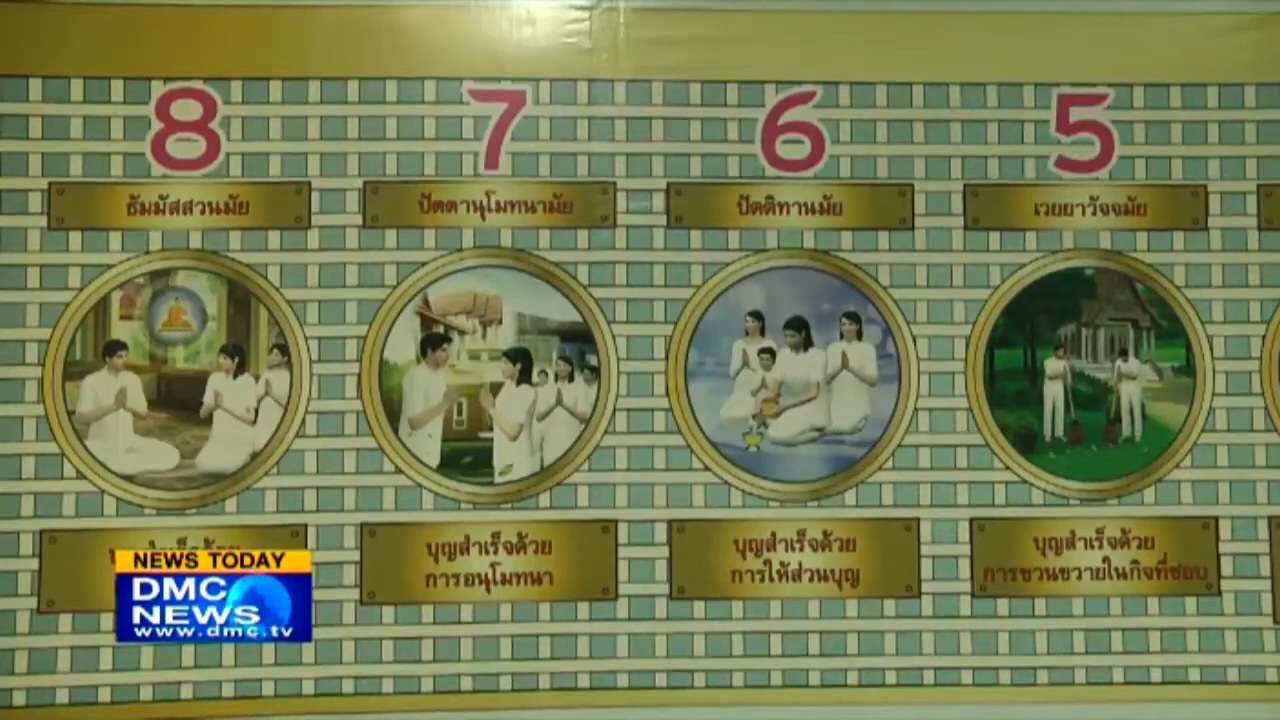 8
7
6
5
ธัมมัสสวนมัย
ปัตตานุโมทนามัย
ปัตติทานมัย
เวยยาวัจจมัย
บุญสำเร็จด้วย
การอนุโมทนา
บุญสำเร็จด้วย
การให้ส่วนบุญ
บุญสำเร็จด้วย
การขวนขวายในกิจที่ชอบ
NEWS TODAY
DMC
NEWS
www.dmc.tv